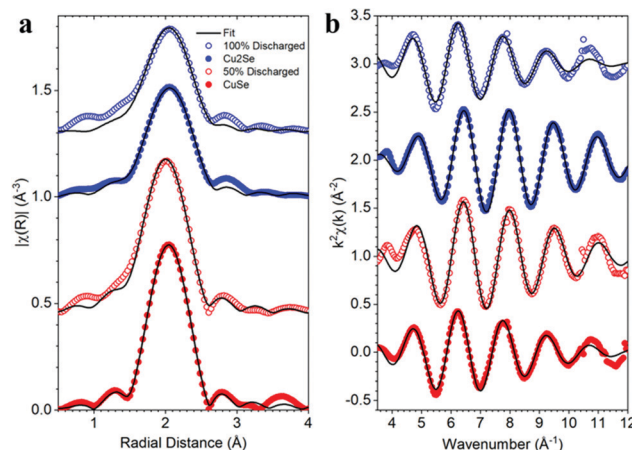 a
b
Fit
100% Discharged
Cu2Se
50% Discharged
CuSe
|χ(R)| (Å⁻³)
1.5
1.0
0.5
0.0
1
2
3
4
Radial Distance (Å)
k²χ(k) (Å⁻²)
3.5
3.0
2.5
2.0
1.5
1.0
0.5
0.0
-0.5
4
5
6
7
8
9
10
11
12
Wavenumber (Å⁻¹)